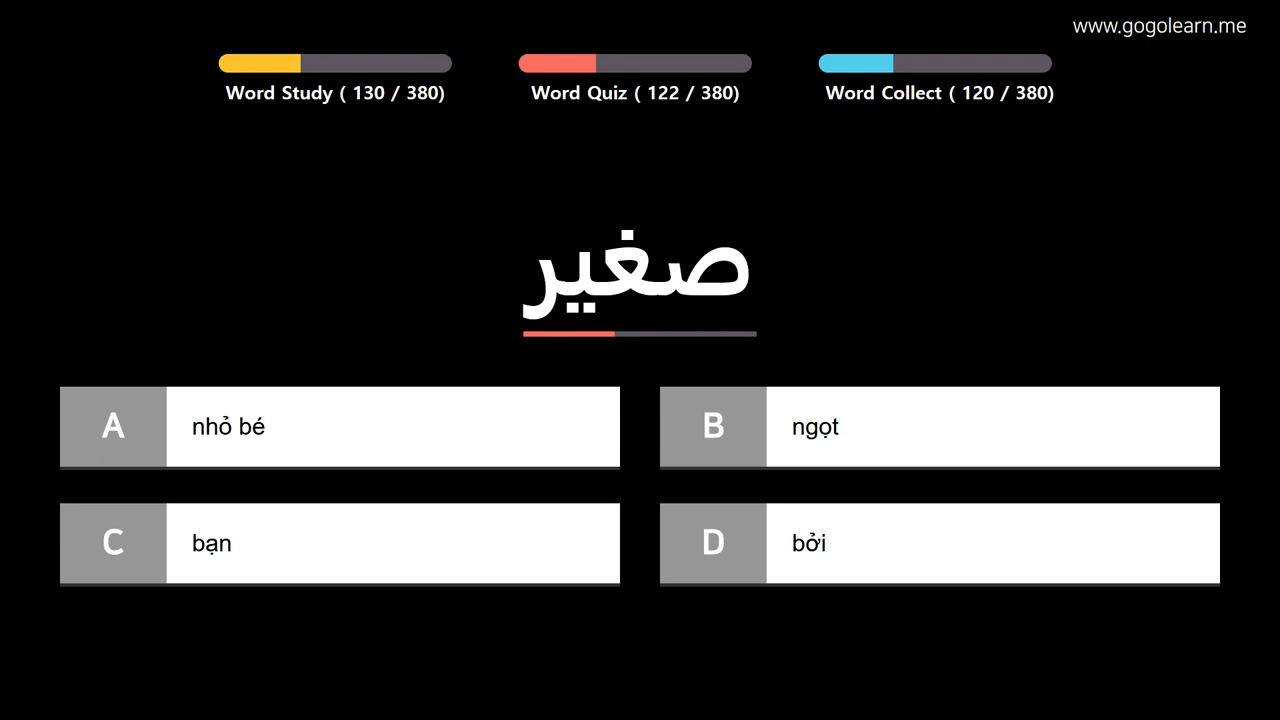 www.gogolearn.me
Word Study ( 130 / 380)
Word Quiz ( 122 / 380)
Word Collect ( 120 / 380)
صغير
A nhỏ bé
B ngọt
C bạn
D bởi